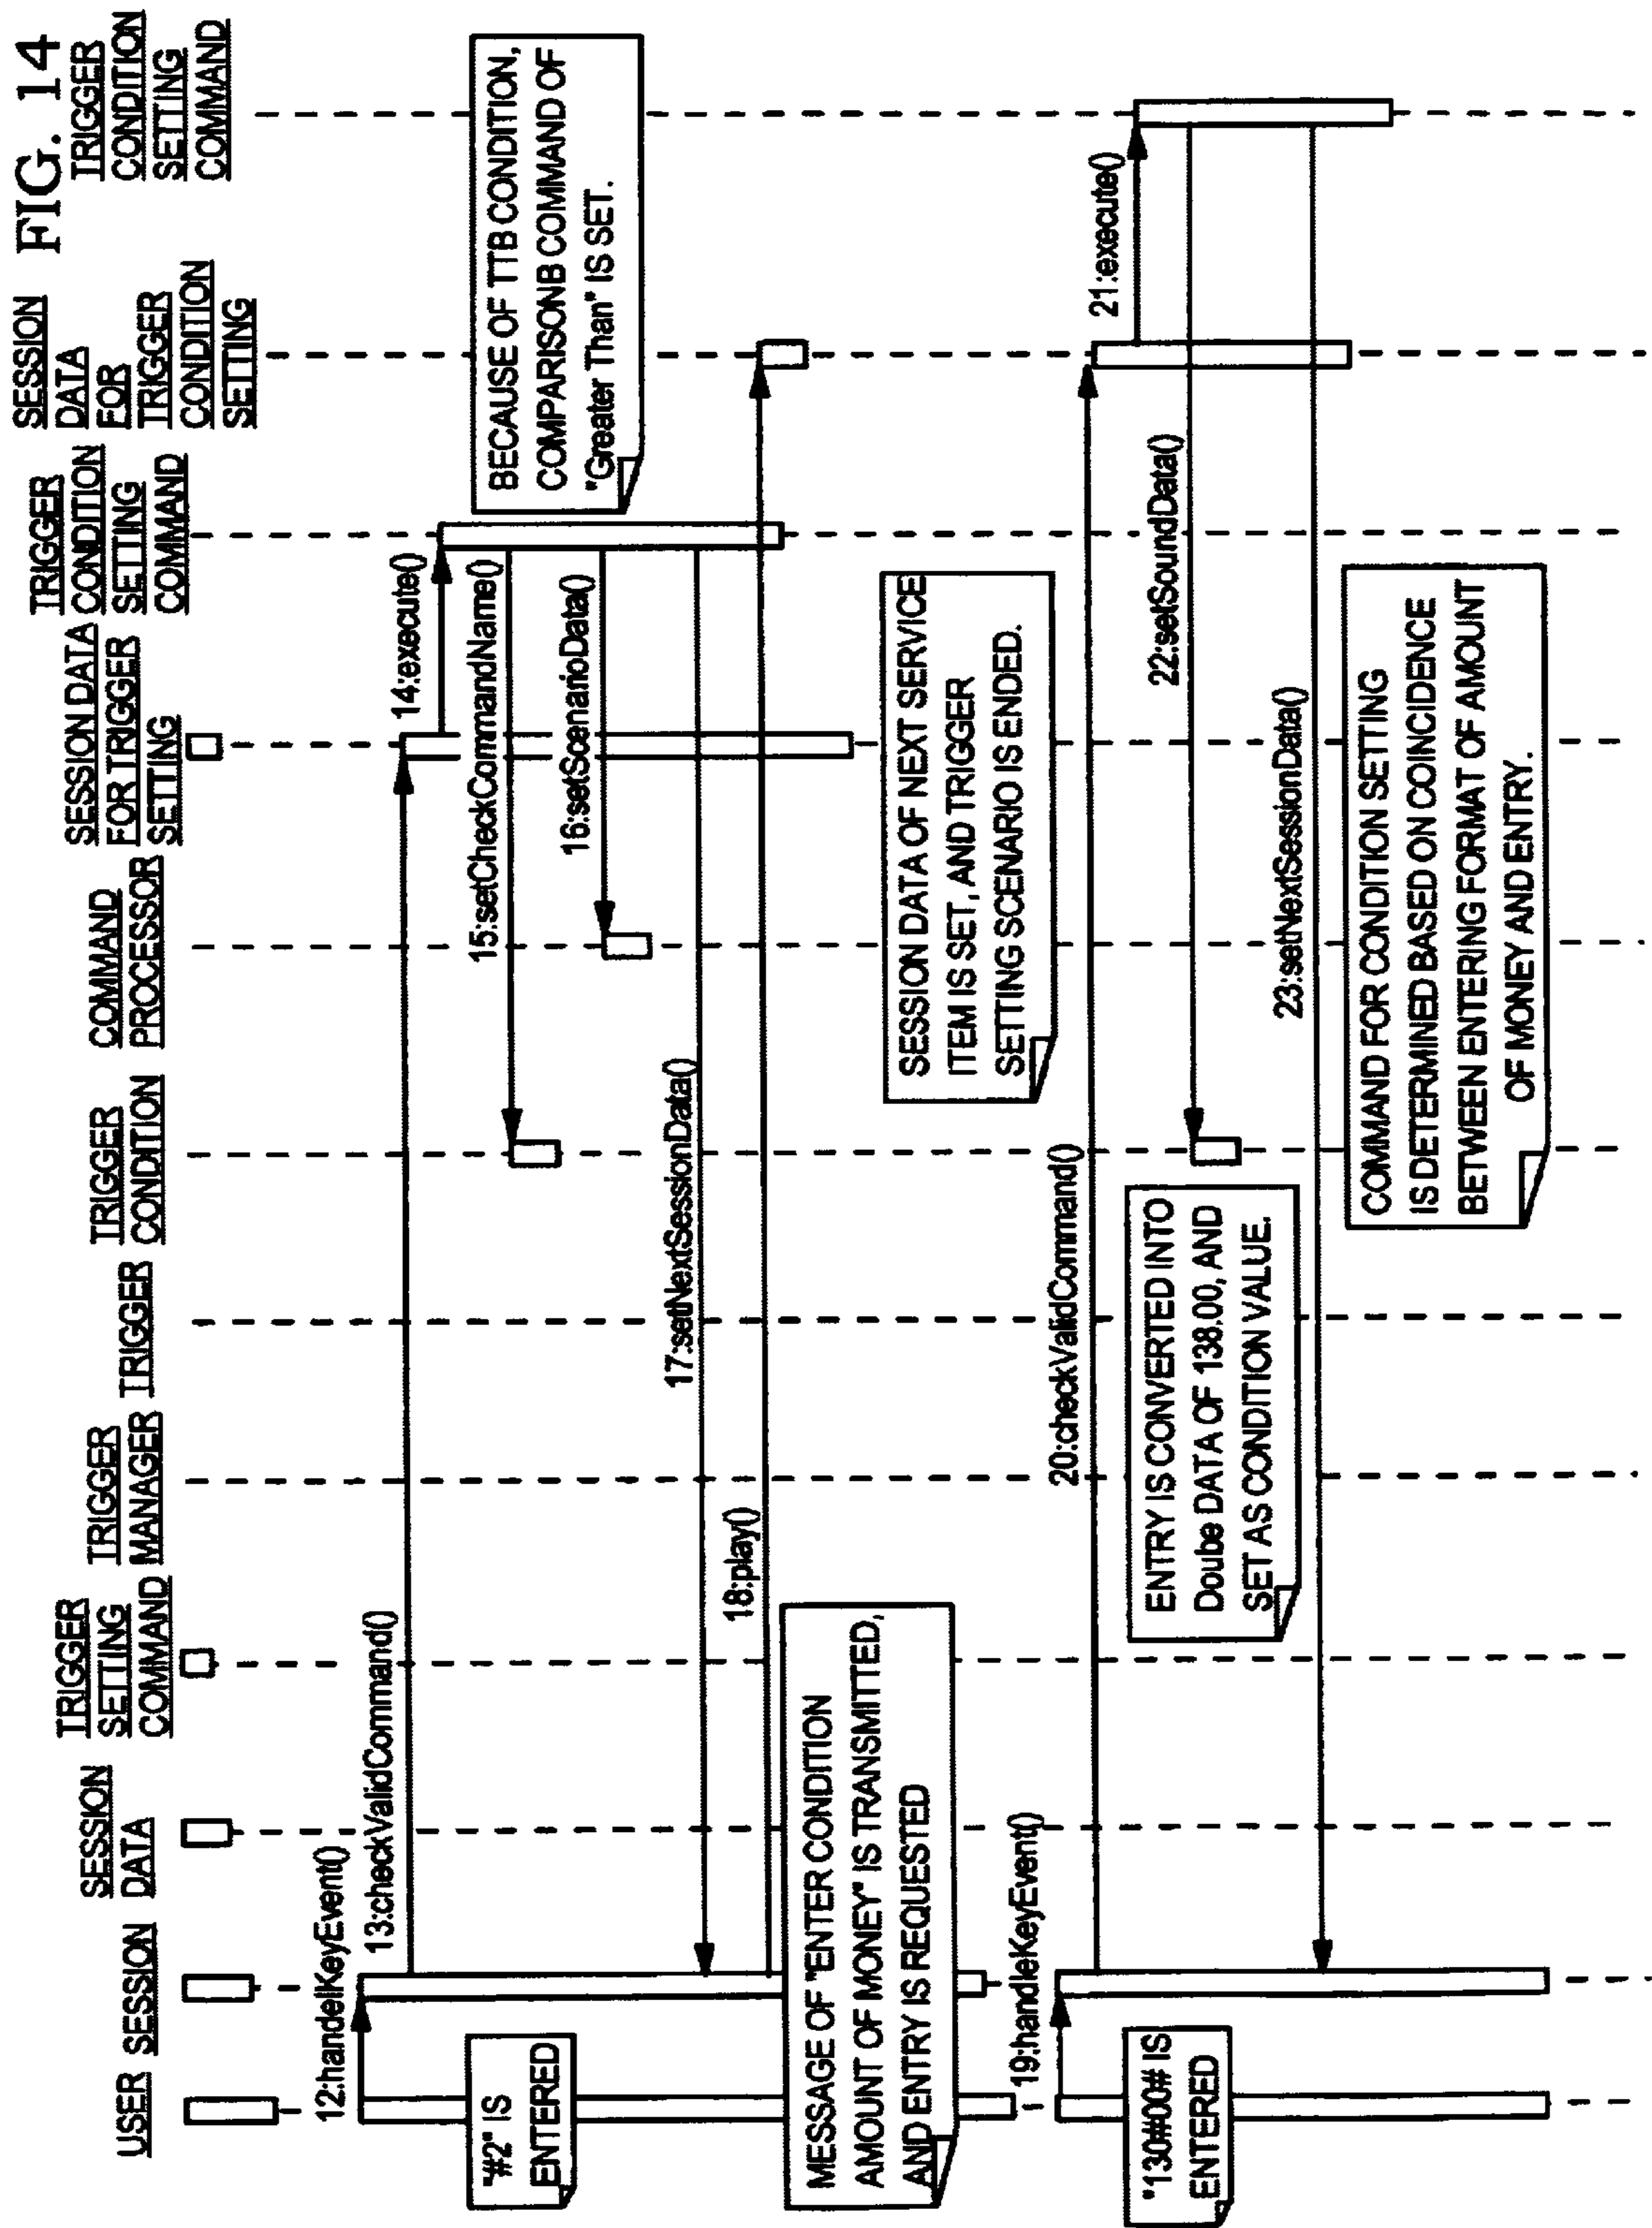 FIG. 14
USER
SESSION
SESSION
DATA
TRIGGER
SETTING
COMMAND
TRIGGER
MANAGER
TRIGGER
TRIGGER
CONDITION
COMMAND
PROCESSOR
SESSION DATA
FOR TRIGGER
SETTING
TRIGGER
CONDITION
SETTING
COMMAND
SESSION
DATA
FOR
TRIGGER
CONDITION
SETTING
TRIGGER
CONDITION
SETTING
COMMAND
12:handelKeyEvent()
13:checkValidCommand()
14:execute()
"#2" IS
ENTERED
15:setCheckCommandName()
BECAUSE OF TTB CONDITION,
COMPARISONB COMMAND OF
"Greater Than" IS SET.
16:setScenarioData()
17:setNextSessionData()
18:play()
MESSAGE OF "ENTER CONDITION
AMOUNT OF MONEY" IS TRANSMITTED,
AND ENTRY IS REQUESTED
SESSION DATA OF NEXT SERVICE
ITEM IS SET, AND TRIGGER
SETTING SCENARIO IS ENDED.
19:handleKeyEvent()
20:checkValidCommand()
21:execute()
"130#00# IS
ENTERED
ENTRY IS CONVERTED INTO
Doube DATA OF 138.00, AND
SET AS CONDITION VALUE.
22:setSoundData()
23:setNextSessionData()
COMMAND FOR CONDITION SETTING
IS DETERMINED BASED ON COINCIDENCE
BETWEEN ENTERING FORMAT OF AMOUNT
OF MONEY AND ENTRY.